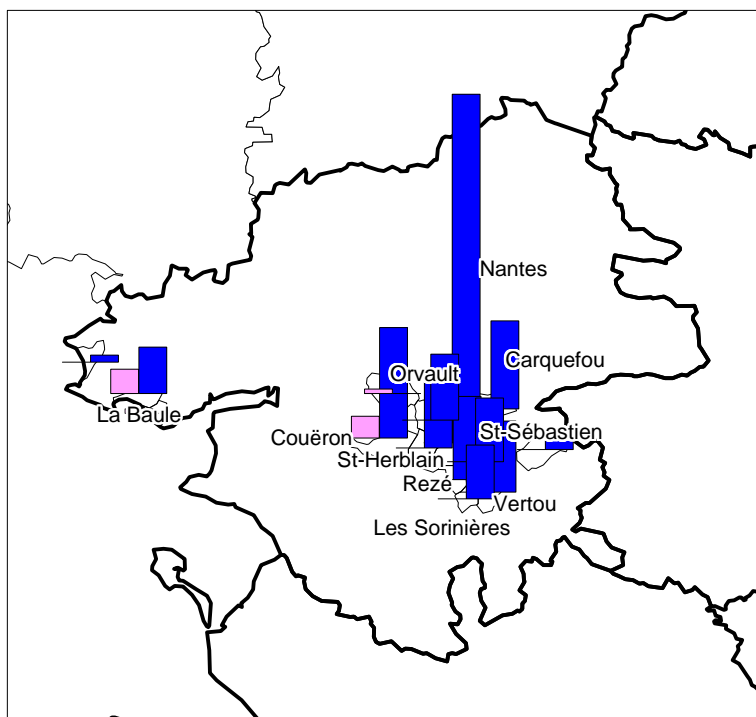 Nantes
Carquefou
Orvault
La Baule
Couëron
St-Sébastien
St-Herblain
Rezé
Vertou
Les Sorinières